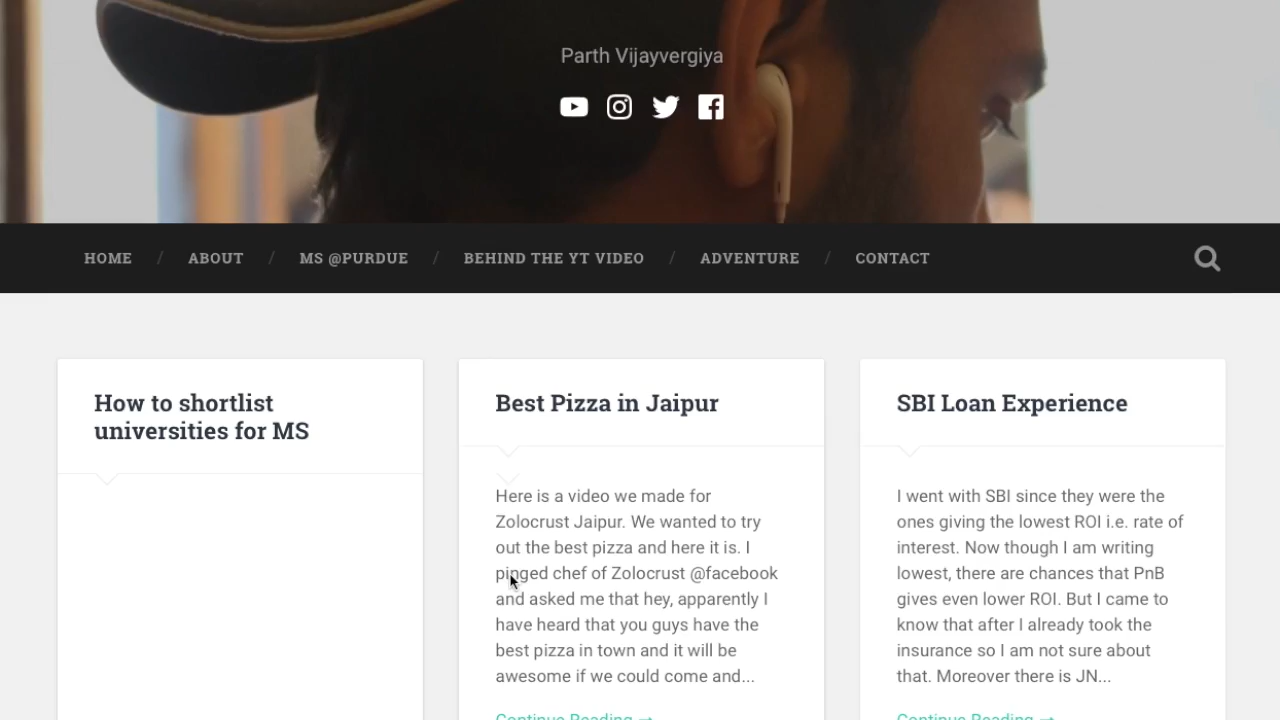 Parth Vijayvergiya
HOME / ABOUT / MS @PURDUE / BEHIND THE YT VIDEO / ADVENTURE / CONTACT
How to shortlist
universities for MS
Best Pizza in Jaipur
Here is a video we made for
Zolocrust Jaipur. We wanted to try
out the best pizza and here it is. I
pinged chef of Zolocrust @facebook
and asked me that hey, apparently I
have heard that you guys have the
best pizza in town and it will be
awesome if we could come and...
Continue Reading →
SBI Loan Experience
I went with SBI since they were the
ones giving the lowest ROI i.e. rate of
interest. Now though I am writing
lowest, there are chances that PnB
gives even lower ROI. But I came to
know that after I already took the
insurance so I am not sure about
that. Moreover there is JN...
Continue Reading →